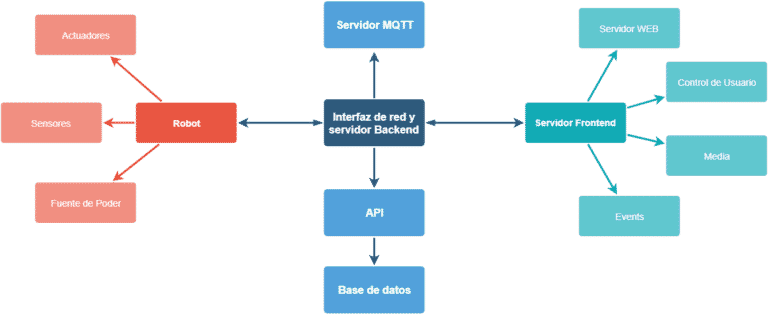 Servidor MQTT
Servidor WEB
Actuadores
Control de Usuario
Sensores
Robot
Interfaz de red y
servidor Backend
Servidor Frontend
Media
Fuente de Poder
API
Events
Base de datos